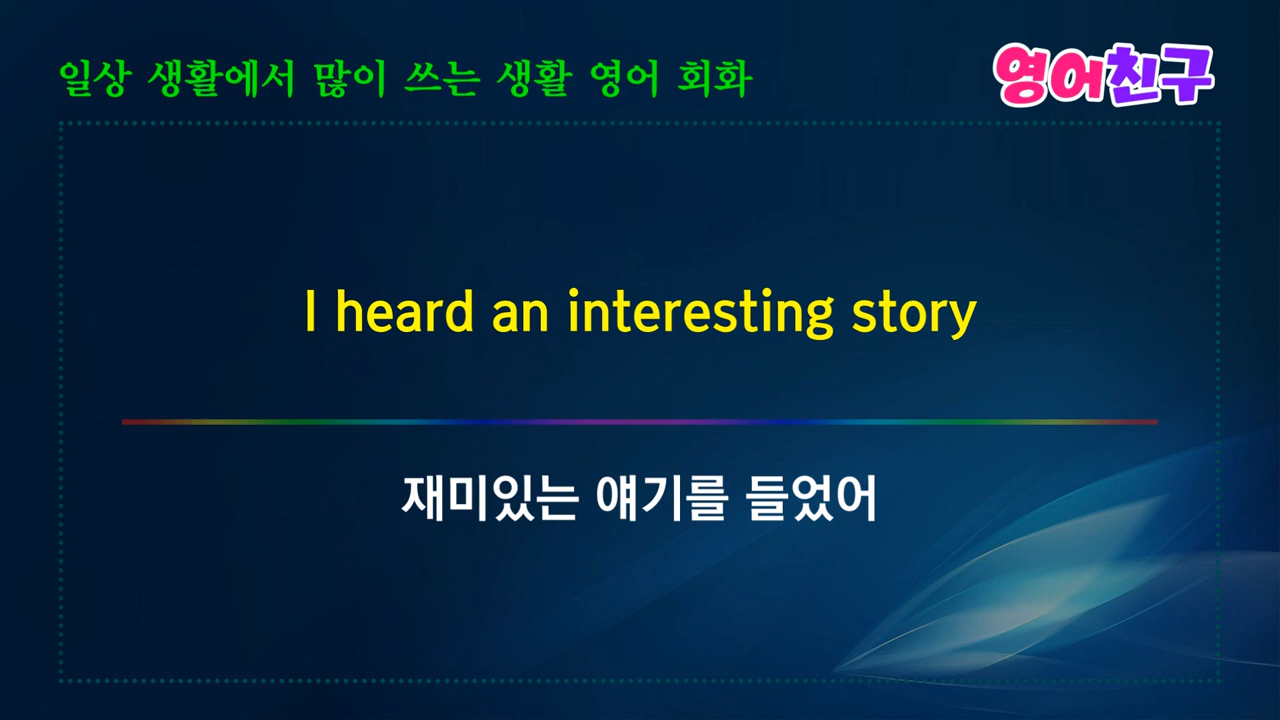 일상 생활에서 많이 쓰는 생활 영어 회화
영어친구
I heard an interesting story
재미있는 얘기를 들었어